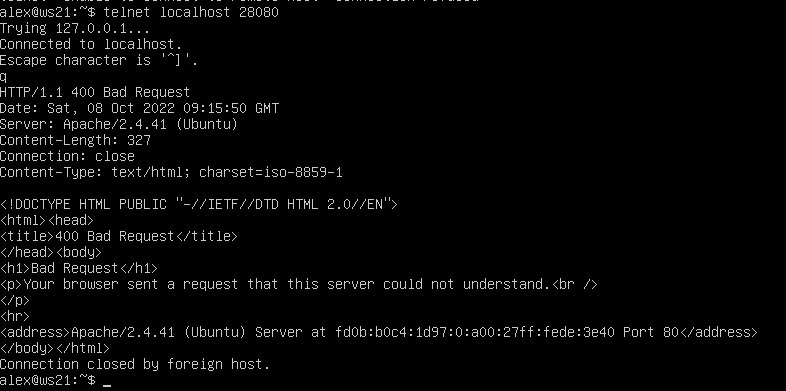 alex@ws21:~$ telnet localhost 28080
Trying 127.0.0.1...
Connected to localhost.
Escape character is '^]'.
q
HTTP/1.1 400 Bad Request
Date: Sat, 08 Oct 2022 09:15:50 GMT
Server: Apache/2.4.41 (Ubuntu)
Content-Length: 327
Connection: close
Content-Type: text/html; charset=iso-8859-1

<!DOCTYPE HTML PUBLIC "-//IETF//DTD HTML 2.0//EN">
<html><head>
<title>400 Bad Request</title>
</head><body>
<h1>Bad Request</h1>
<p>Your browser sent a request that this server could not understand.<br />
</p>
<hr>
<address>Apache/2.4.41 (Ubuntu) Server at fd0b:b0c4:1d97:0:a00:27ff:fede:3e40 Port 80</address>
</body></html>
Connection closed by foreign host.
alex@ws21:~$ _